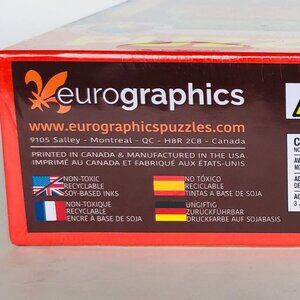 eurographics
www.eurographicspuzzles.com
9105 Salley - Montreal - QC - H8R 2C8 - Canada
PRINTED IN CANADA & MANUFACTURED IN THE USA
IMPRIMÉ AU CANADA ET FABRIQUÉ AUX ÉTATS-UNIS
NON-TOXIC
RECYCLABLE
SOY-BASED INKS
NO TÓXICO
RECICLABLE
TINTAS A BASE DE SOJA
NON-TOXIQUE
RECYCLABLE
ENCRE À BASE DE SOJA
UNGIFTIG
ZURUCKFÜHRBAR
DRUCKFARBE AUF SOJABASIS